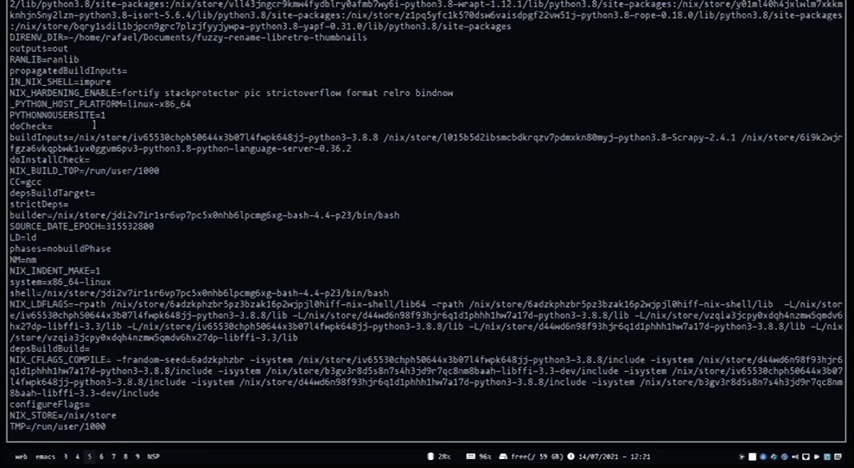 2/lib/python3.8/site-packages:/nix/store/vll43jngcr9kmw4fydblry0afmb7wy6i-python3.8-wrapt-1.12.1/lib/python3.8/site-packages:/nix/store/y01ml40h4jxlwlm7xkkm
hnjn5ny2lzn-python3.8-isort-5.6.4/lib/python3.8/site-packages:/nix/store/z1pq5yfc1k570dsw6vaisdpgf22vw51j-python3.8-rope-0.18.0/lib/python3.8/site-packages
:/nix/store/bqry1sdil1bjpcn9grc7plzjfyyjywpa-python3.8-yapf-0.31.0/lib/python3.8/site-packages
DIRENV_DIR=-/home/rafael/Documents/fuzzy-rename-libretro-thumbnails
outputs=out
RANLIB=ranlib
propagatedBuildInputs=
IN_NIX_SHELL=impure
NIX_HARDENING_ENABLE=fortify stackprotector pic strictoverflow format relro bindnow
_PYTHON_HOST_PLATFORM=linux-x86_64
PYTHONNOUSERSITE=1
doCheck=
buildInputs=/nix/store/iv65530chph50644x3b07l4fwpk648jj-python3-3.8.8 /nix/store/l015b5d2ibsmcbdkrqzv7pdmxkn80myj-python3.8-Scrapy-2.4.1 /nix/store/6i9k2wjr
fgza6vkqpbwk1vx0ggvm6pv3-python3.8-python-language-server-0.36.2
doInstallCheck=
NIX_BUILD_TOP=/run/user/1000
CC=gcc
depsBuildTarget=
strictDeps=
builder=/nix/store/jdi2v7ir1sr6vp7pc5x0nhb6lpcmg6xg-bash-4.4-p23/bin/bash
SOURCE_DATE_EPOCH=315532800
LD=ld
phases=nobuildPhase
NM=nm
NIX_INDENT_MAKE=1
system=x86_64-linux
shell=/nix/store/jdi2v7ir1sr6vp7pc5x0nhb6lpcmg6xg-bash-4.4-p23/bin/bash
NIX_LDFLAGS=-rpath /nix/store/6adzkphzbr5pz3bzak16p2wjpjl0hiff-nix-shell/lib64 -rpath /nix/store/6adzkphzbr5pz3bzak16p2wjpjl0hiff-nix-shell/lib -L/nix/stor
e/iv65530chph50644x3b07l4fwpk648jj-python3-3.8.8/lib -L/nix/store/d44wd6n98f93hjr6q1d1phhh1hw7a17d-python3-3.8.8/lib -L/nix/store/vzqia3jcpy0xdqh4nzmw5qmdv6
hx27dp-libffi-3.3/lib -L/nix/store/iv65530chph50644x3b07l4fwpk648jj-python3-3.8.8/lib -L/nix/store/d44wd6n98f93hjr6q1d1phhh1hw7a17d-python3-3.8.8/lib -L/nix
/store/vzqia3jcpy0xdqh4nzmw5qmdv6hx27dp-libffi-3.3/lib
depsBuildBuild=
NIX_CFLAGS_COMPILE= -frandom-seed=6adzkphzbr -isystem /nix/store/iv65530chph50644x3b07l4fwpk648jj-python3-3.8.8/include -isystem /nix/store/d44wd6n98f93hjr6
q1d1phhh1hw7a17d-python3-3.8.8/include -isystem /nix/store/b3gv3r8d5s8n7s4h3jd9r7qc8nm8baah-libffi-3.3-dev/include -isystem /nix/store/iv65530chph50644x3b07
l4fwpk648jj-python3-3.8.8/include -isystem /nix/store/d44wd6n98f93hjr6q1d1phhh1hw7a17d-python3-3.8.8/include -isystem /nix/store/b3gv3r8d5s8n7s4h3jd9r7qc8nm
8baah-libffi-3.3-dev/include
configureFlags=
NIX_STORE=/nix/store
TMP=/run/user/1000
web emacs 3 4 5 6 7 8 9 NSP 28% 96% free(/ 59 GB) 14/07/2021 - 12:21